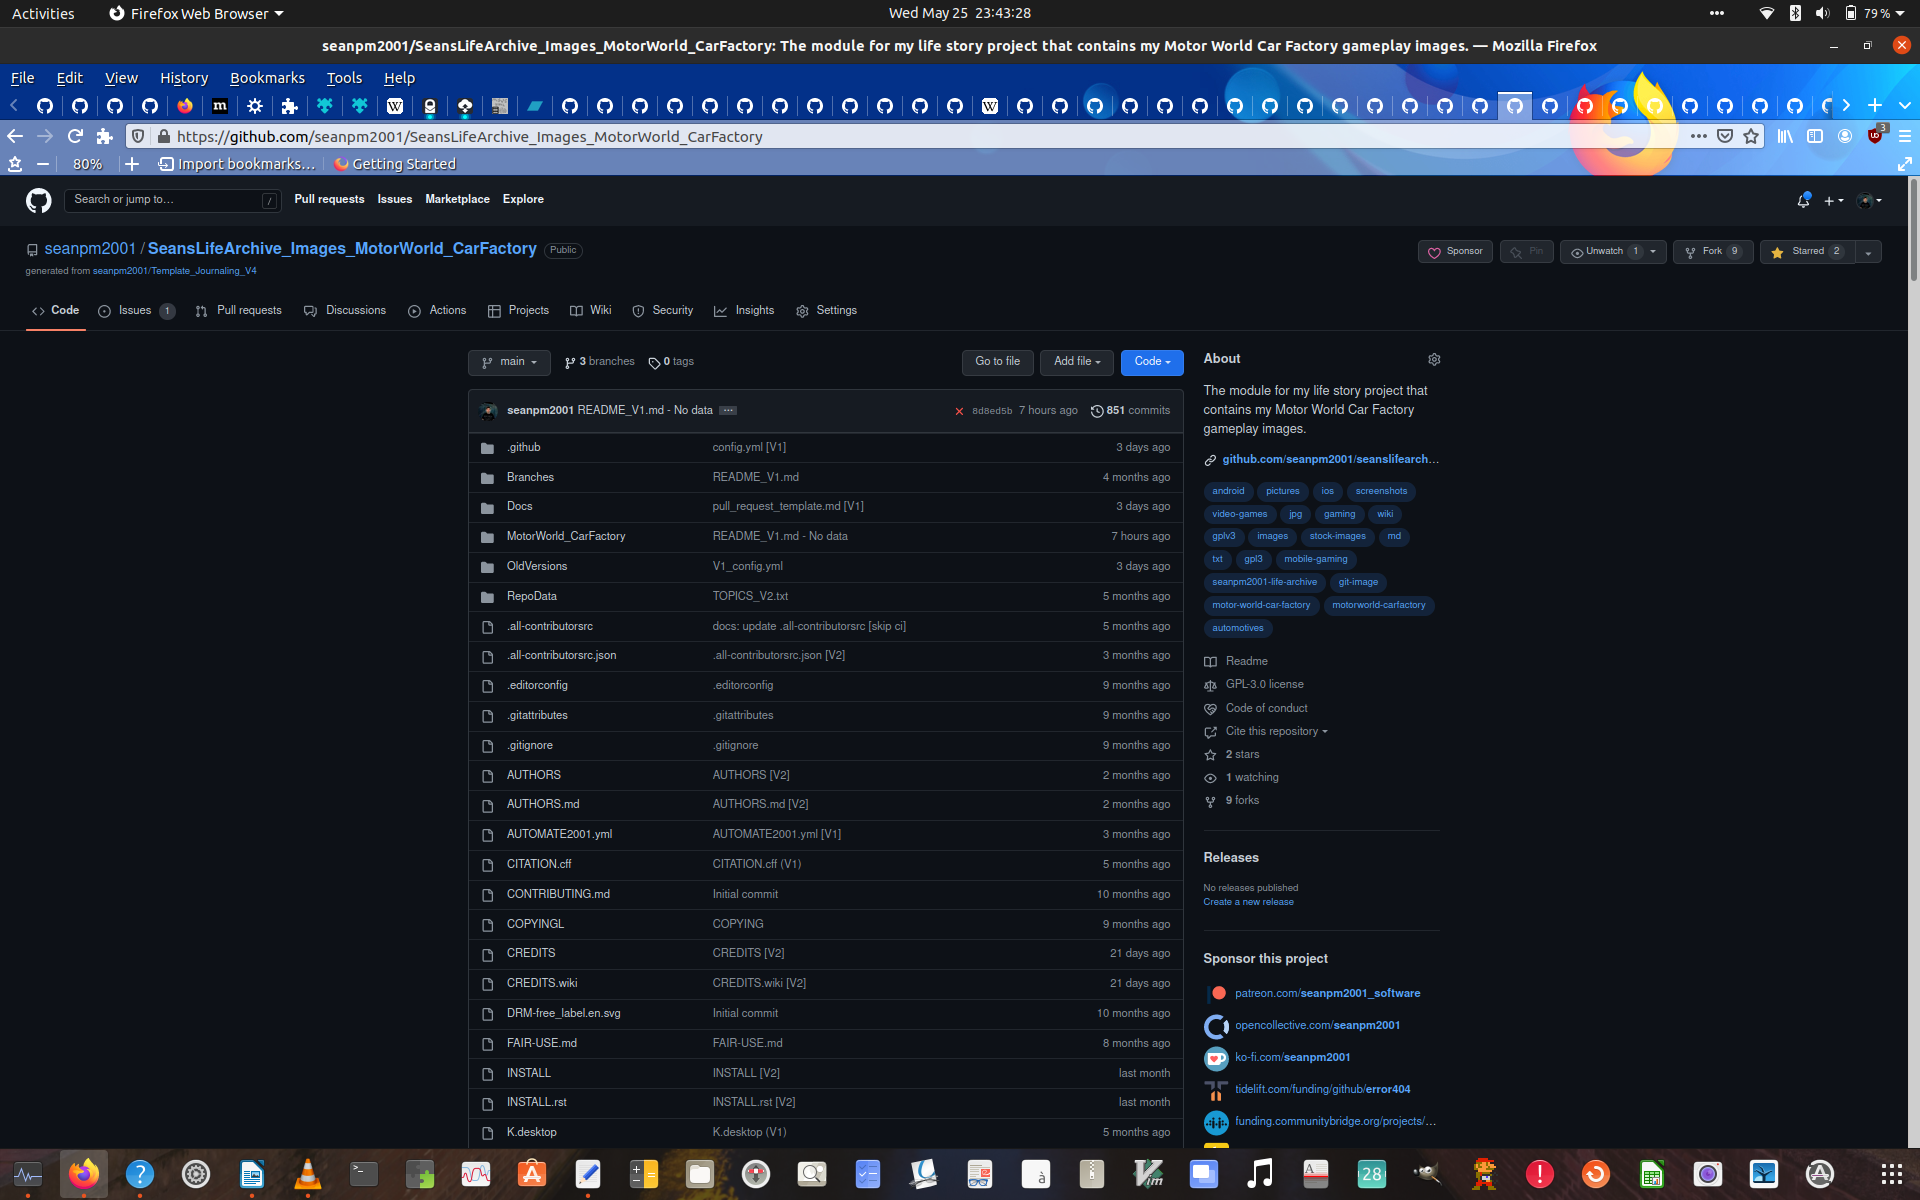 Activities Firefox Web Browser Wed May 25 23:43:28 79 %
seanpm2001/SeansLifeArchive_Images_MotorWorld_CarFactory: The module for my life story project that contains my Motor World Car Factory gameplay images. — Mozilla Firefox
File Edit View History Bookmarks Tools Help
https://github.com/seanpm2001/SeansLifeArchive_Images_MotorWorld_CarFactory 3
80% Import bookmarks… Getting Started
Search or jump to… / Pull requests Issues Marketplace Explore
seanpm2001 / SeansLifeArchive_Images_MotorWorld_CarFactory Public Sponsor Pin Unwatch 1 Fork 9 Starred 2
generated from seanpm2001/Template_Journaling_V4
Code Issues 1 Pull requests Discussions Actions Projects Wiki Security Insights Settings
main 3 branches 0 tags Go to file Add file Code
seanpm2001 README_V1.md - No data 8d8ed5b 7 hours ago 851 commits
.github config.yml [V1] 3 days ago
Branches README_V1.md 4 months ago
Docs pull_request_template.md [V1] 3 days ago
MotorWorld_CarFactory README_V1.md - No data 7 hours ago
OldVersions V1_config.yml 3 days ago
RepoData TOPICS_V2.txt 5 months ago
.all-contributorsrc docs: update .all-contributorsrc [skip ci] 5 months ago
.all-contributorsrc.json .all-contributorsrc.json [V2] 3 months ago
.editorconfig .editorconfig 9 months ago
.gitattributes .gitattributes 9 months ago
.gitignore .gitignore 9 months ago
AUTHORS AUTHORS [V2] 2 months ago
AUTHORS.md AUTHORS.md [V2] 2 months ago
AUTOMATE2001.yml AUTOMATE2001.yml [V1] 3 months ago
CITATION.cff CITATION.cff (V1) 5 months ago
CONTRIBUTING.md Initial commit 10 months ago
COPYINGL COPYING 9 months ago
CREDITS CREDITS [V2] 21 days ago
CREDITS.wiki CREDITS.wiki [V2] 21 days ago
DRM-free_label.en.svg Initial commit 10 months ago
FAIR-USE.md FAIR-USE.md 8 months ago
INSTALL INSTALL [V2] last month
INSTALL.rst INSTALL.rst [V2] last month
K.desktop K.desktop (V1) 5 months ago
About
The module for my life story project that
contains my Motor World Car Factory
gameplay images.
github.com/seanpm2001/seanslifearch…
android pictures ios screenshots
video-games jpg gaming wiki
gplv3 images stock-images md
txt gpl3 mobile-gaming
seanpm2001-life-archive git-image
motor-world-car-factory motorworld-carfactory
automotives
Readme
GPL-3.0 license
Code of conduct
Cite this repository
2 stars
1 watching
9 forks
Releases
No releases published
Create a new release
Sponsor this project
patreon.com/seanpm2001_software
opencollective.com/seanpm2001
ko-fi.com/seanpm2001
tidelift.com/funding/github/error404
funding.communitybridge.org/projects/…
28